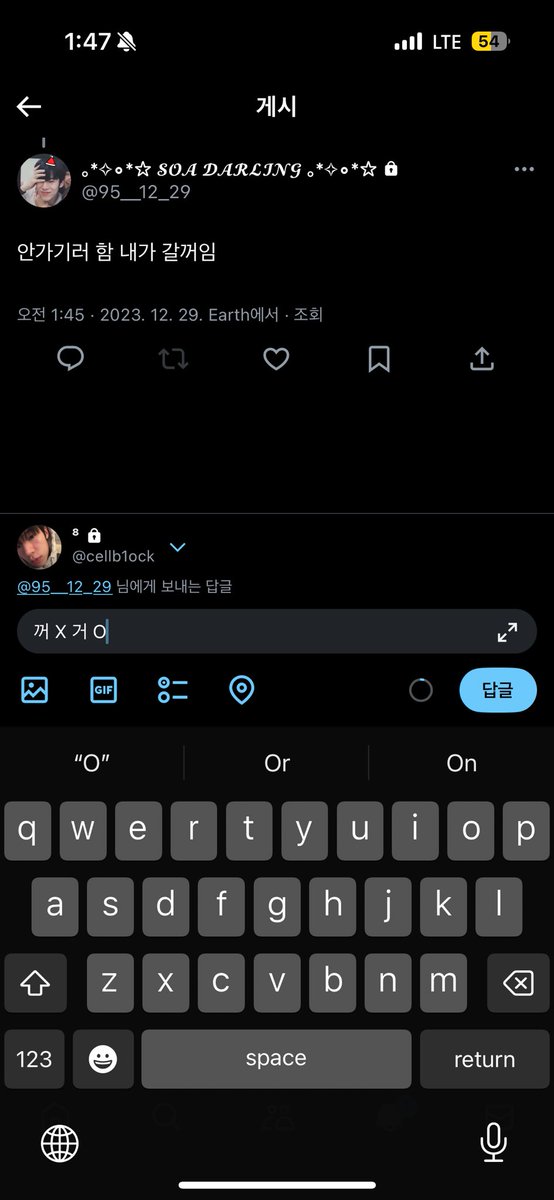 1:47 LTE 54
게시
｡*✧∘*☆ 𝓢𝓞𝓐 𝓓𝓐𝓡𝓛𝓘𝓝𝓖 ｡*✧∘*☆
@95__12_29
안가기러 함 내가 갈꺼임
오전 1:45 · 2023. 12. 29. Earth에서 · 조회
⁸
@cellb1ock
@95__12_29 님에게 보내는 답글
꺼 X 거 O
GIF 답글
“O” Or On
q w e r t y u i o p
a s d f g h j k l
z x c v b n m
123 space return